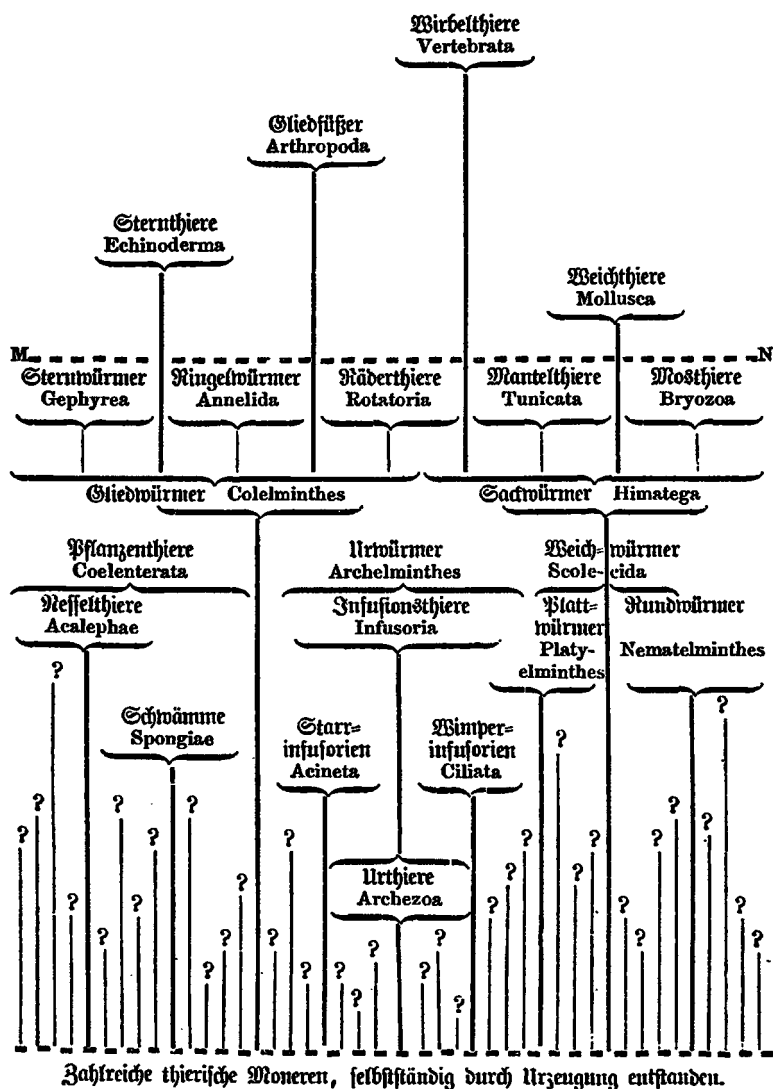 Wirbelthiere
Vertebrata
Gliedfüßer
Arthropoda
Sternthiere
Echinoderma
Weichthiere
Mollusca
M N
Sternwürmer Ringelwürmer Räderthiere Mantelthiere Mosthiere
Gephyrea Annelida Rotatoria Tunicata Bryozoa
Gliedwürmer Colelminthes Sackwürmer Himatega
Pflanzenthiere Urwürmer Weich-würmer
Coelenterata Archelminthes Scole-cida
Nesselthiere Infusionsthiere Platt- Rundwürmer
Acalephae Infusoria würmer
Platy- Nematelminthes
elminthes
?
Schwämme Starr- Wimper-
Spongiae infusorien infusorien ?
Acineta Ciliata
? ? ? ? ?
? ? ? ? ? ? ? ?
Urthiere
Archezoa
? ? ? ? ? ? ? ?
? ? ? ? ? ? ?
? ? ? ? ?
? ?
Zahlreiche thierische Moneren, selbstständig durch Urzeugung entstanden.